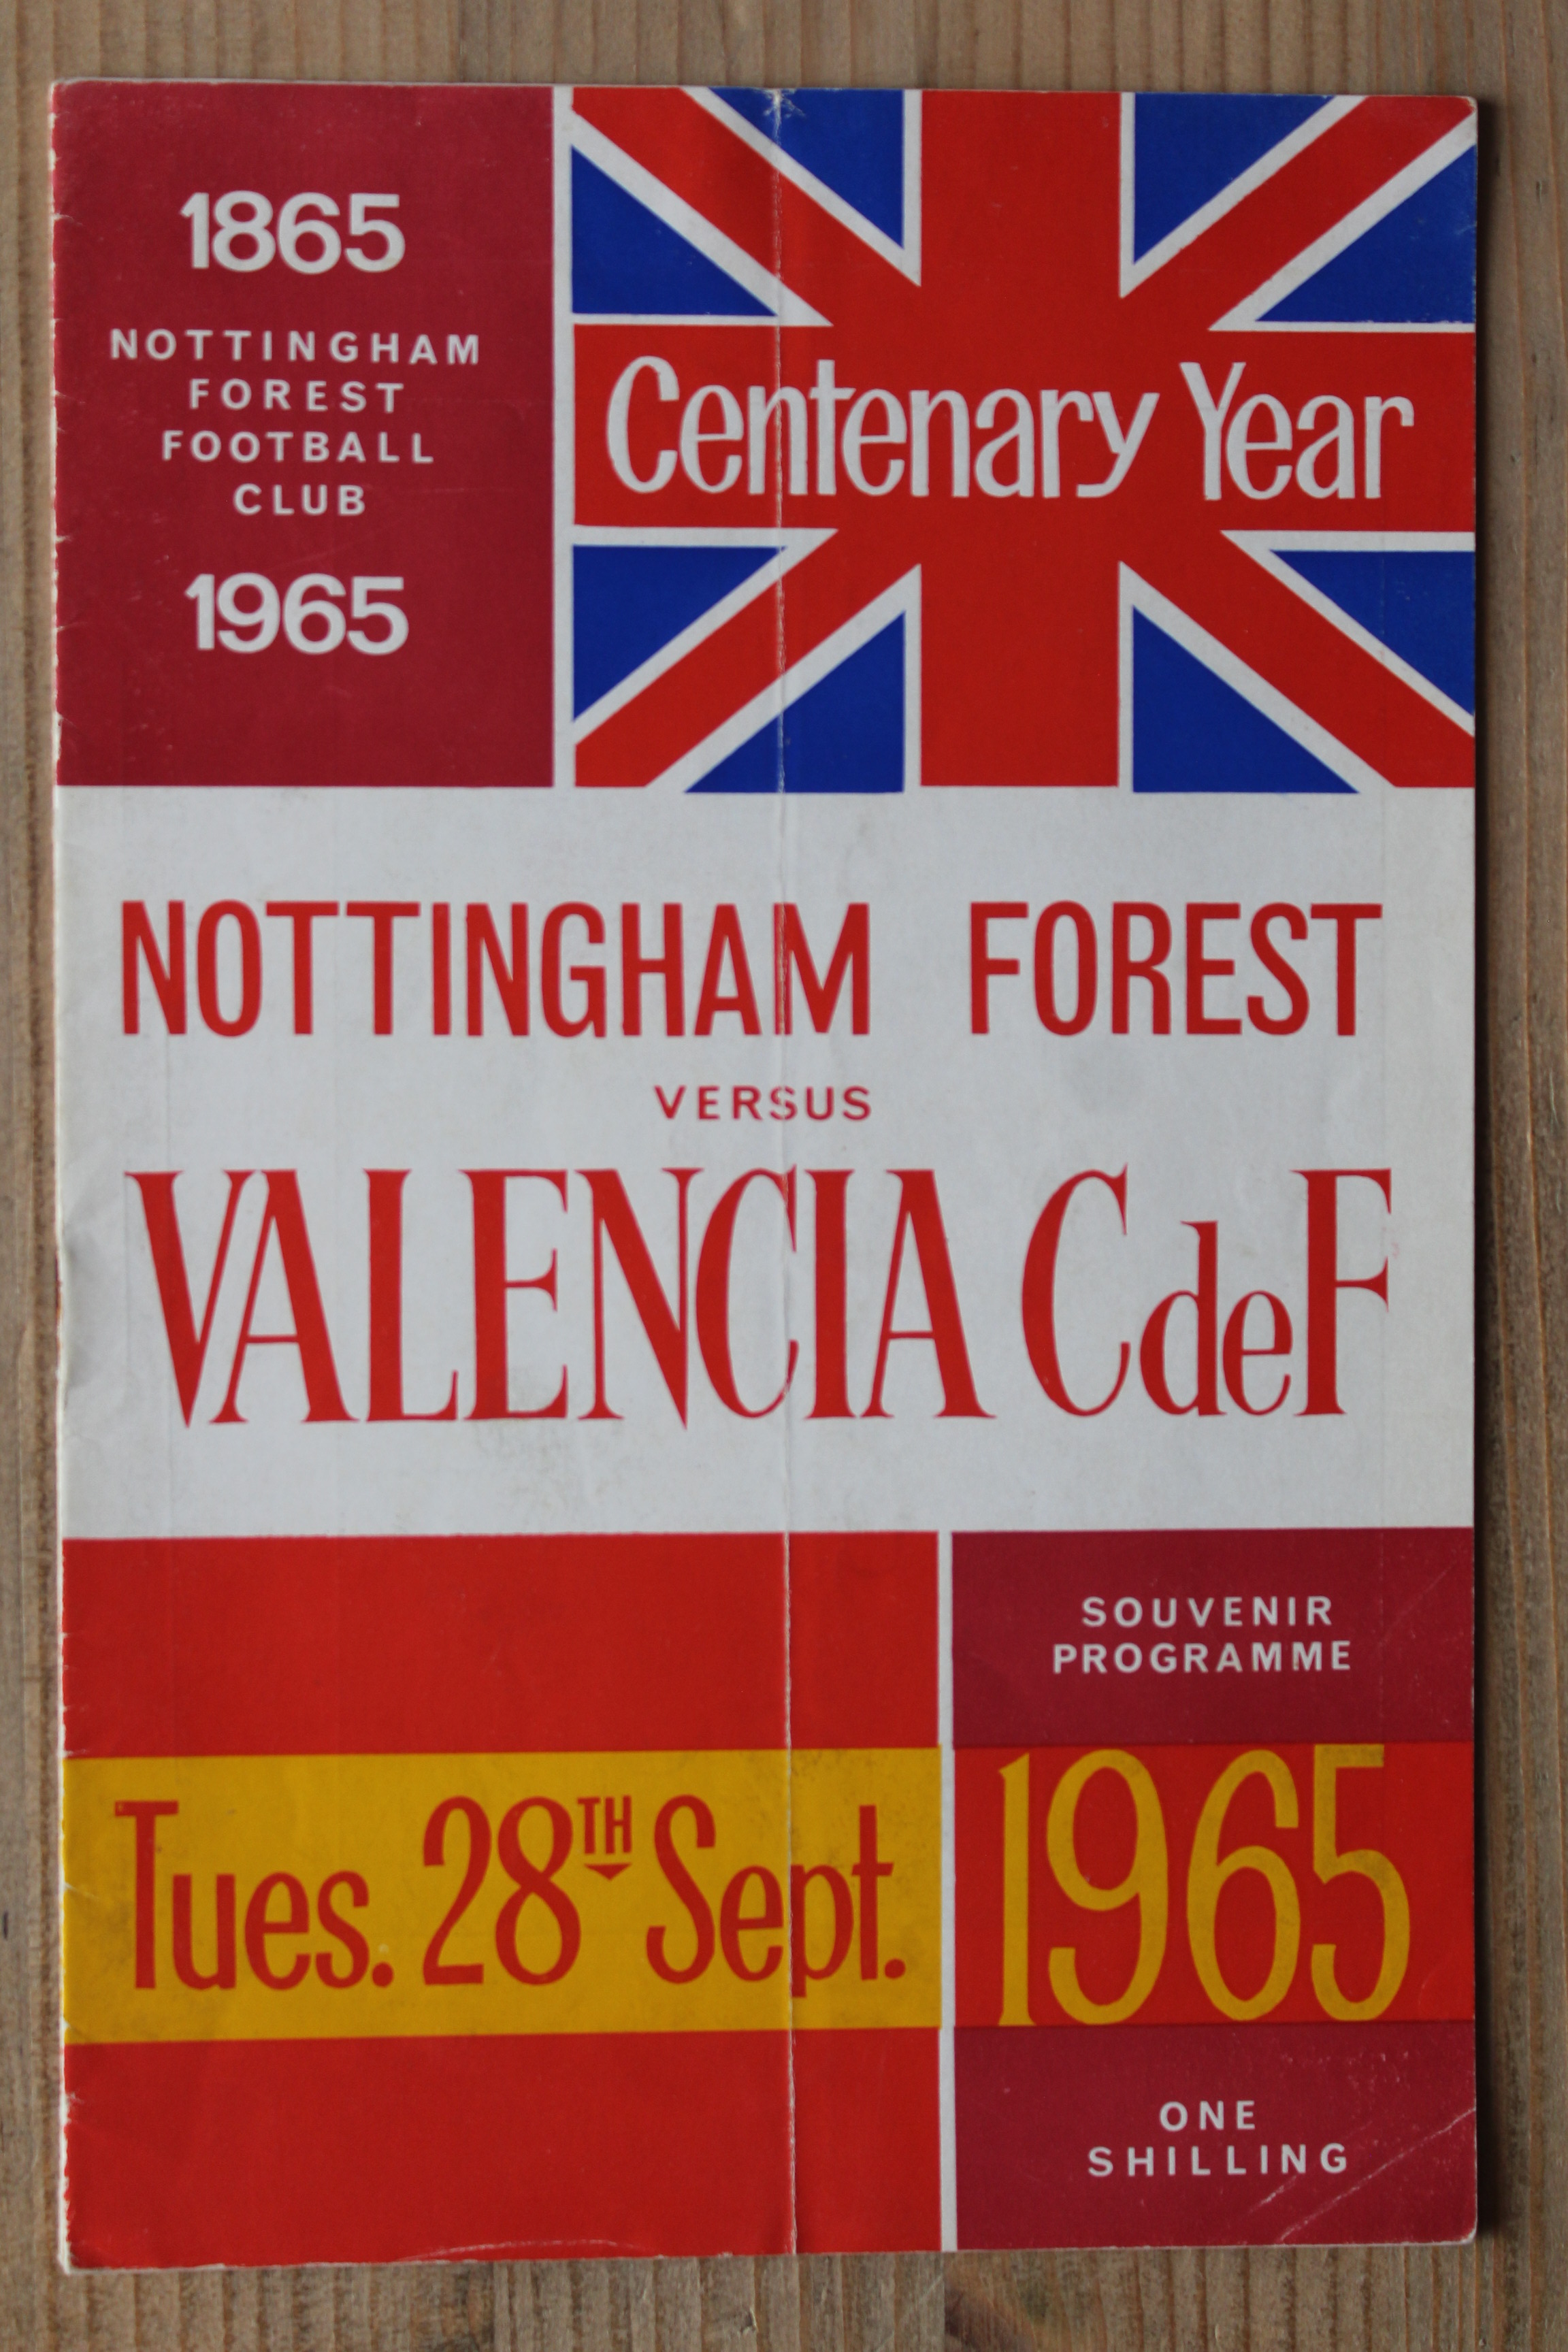 1865
NOTTINGHAM
FOREST
FOOTBALL
CLUB
1965
Centenary Year
NOTTINGHAM FOREST
VERSUS
VALENCIA C de F
Tues. 28TH Sept.
SOUVENIR
PROGRAMME
1965
ONE
SHILLING